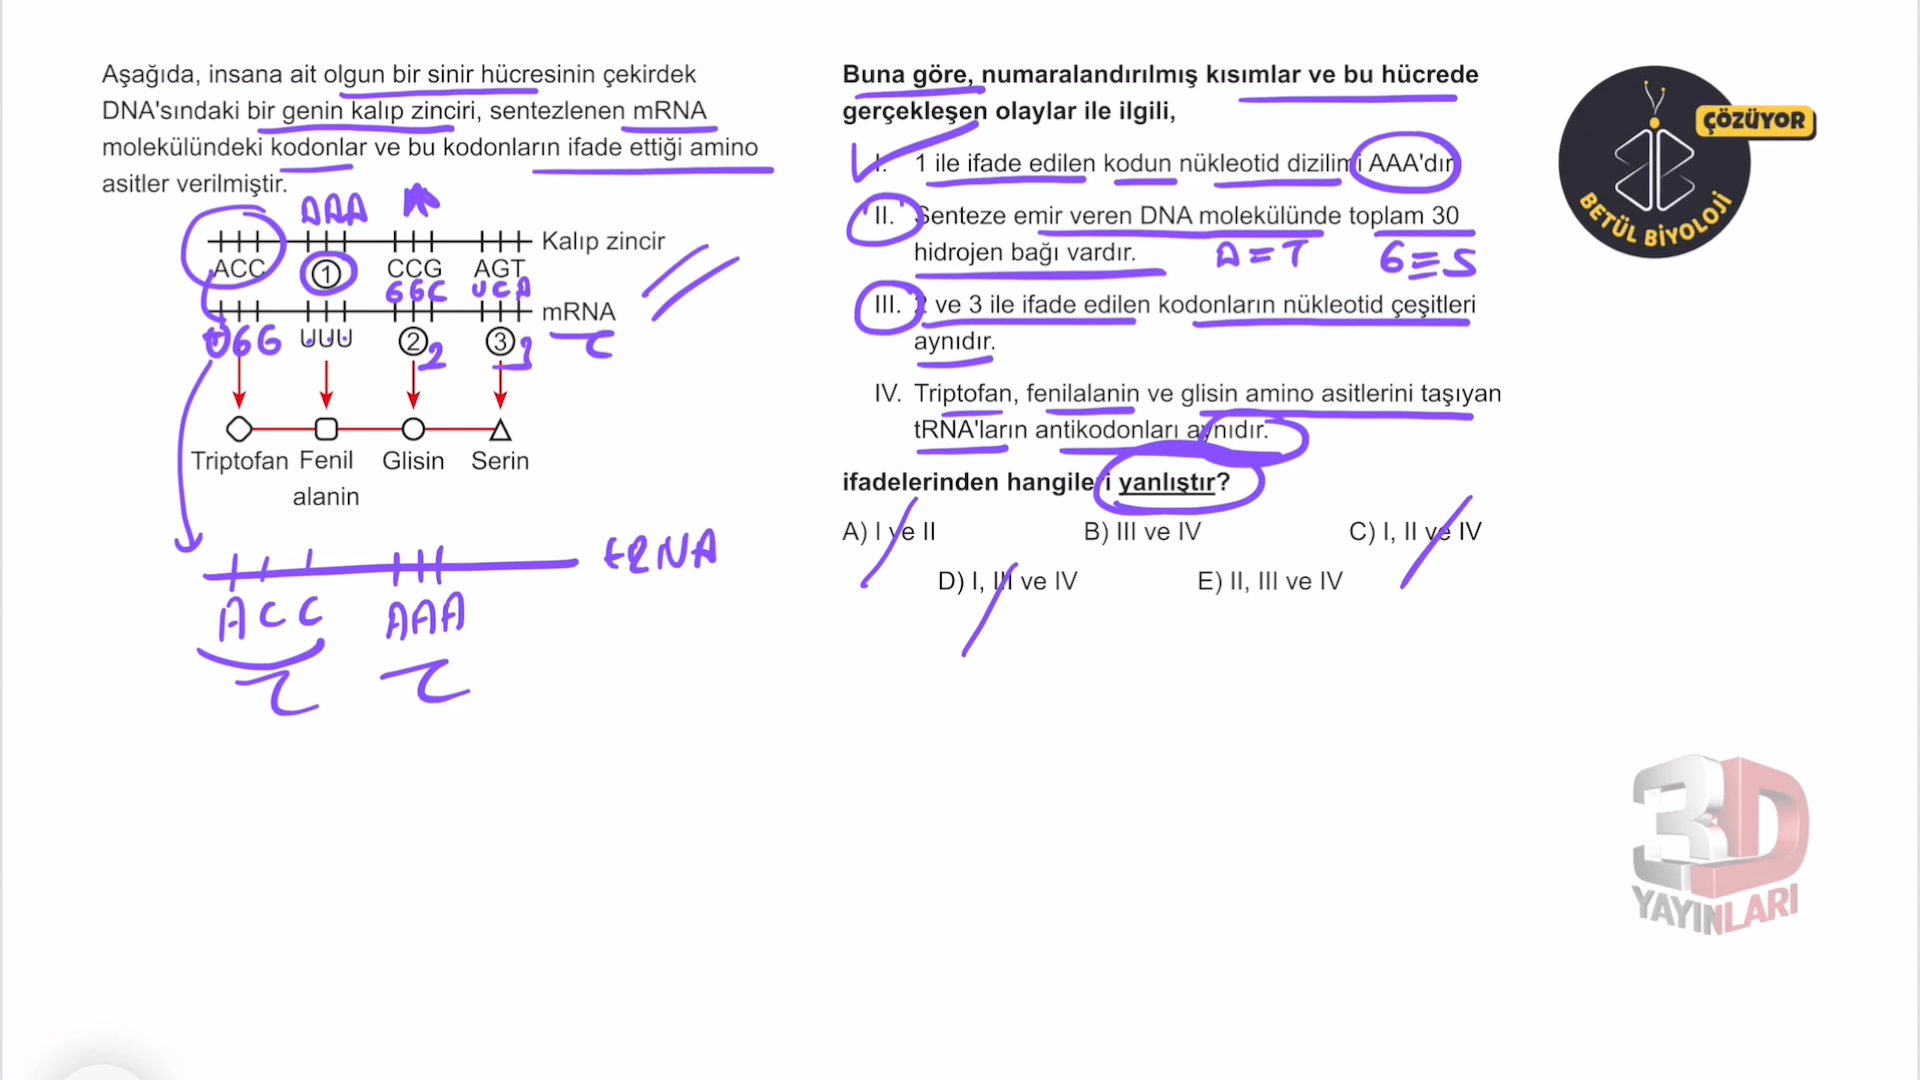 Aşağıda, insana ait olgun bir sinir hücresinin çekirdek
DNA'sındaki bir genin kalıp zinciri, sentezlenen mRNA
molekülündeki kodonlar ve bu kodonların ifade ettiği amino
asitler verilmiştir.
AAA
Kalıp zincir
ACC 1 CCG AGT
GGC UCA
mRNA
UGG UUU 2 3
2 3
Triptofan Fenil Glisin Serin
alanin
tRNA
ACC AAA
Buna göre, numaralandırılmış kısımlar ve bu hücrede
gerçekleşen olaylar ile ilgili,
I. 1 ile ifade edilen kodun nükleotid dizilimi AAA'dır.
II. Senteze emir veren DNA molekülünde toplam 30
hidrojen bağı vardır.
A=T G≡S
III. 2 ve 3 ile ifade edilen kodonların nükleotid çeşitleri
aynıdır.
IV. Triptofan, fenilalanin ve glisin amino asitlerini taşıyan
tRNA'ların antikodonları aynıdır.
ifadelerinden hangileri yanlıştır?
A) I ve II B) III ve IV C) I, II ve IV
D) I, III ve IV E) II, III ve IV
ÇÖZÜYOR
BETÜL BİYOLOJİ
3D
YAYINLARI